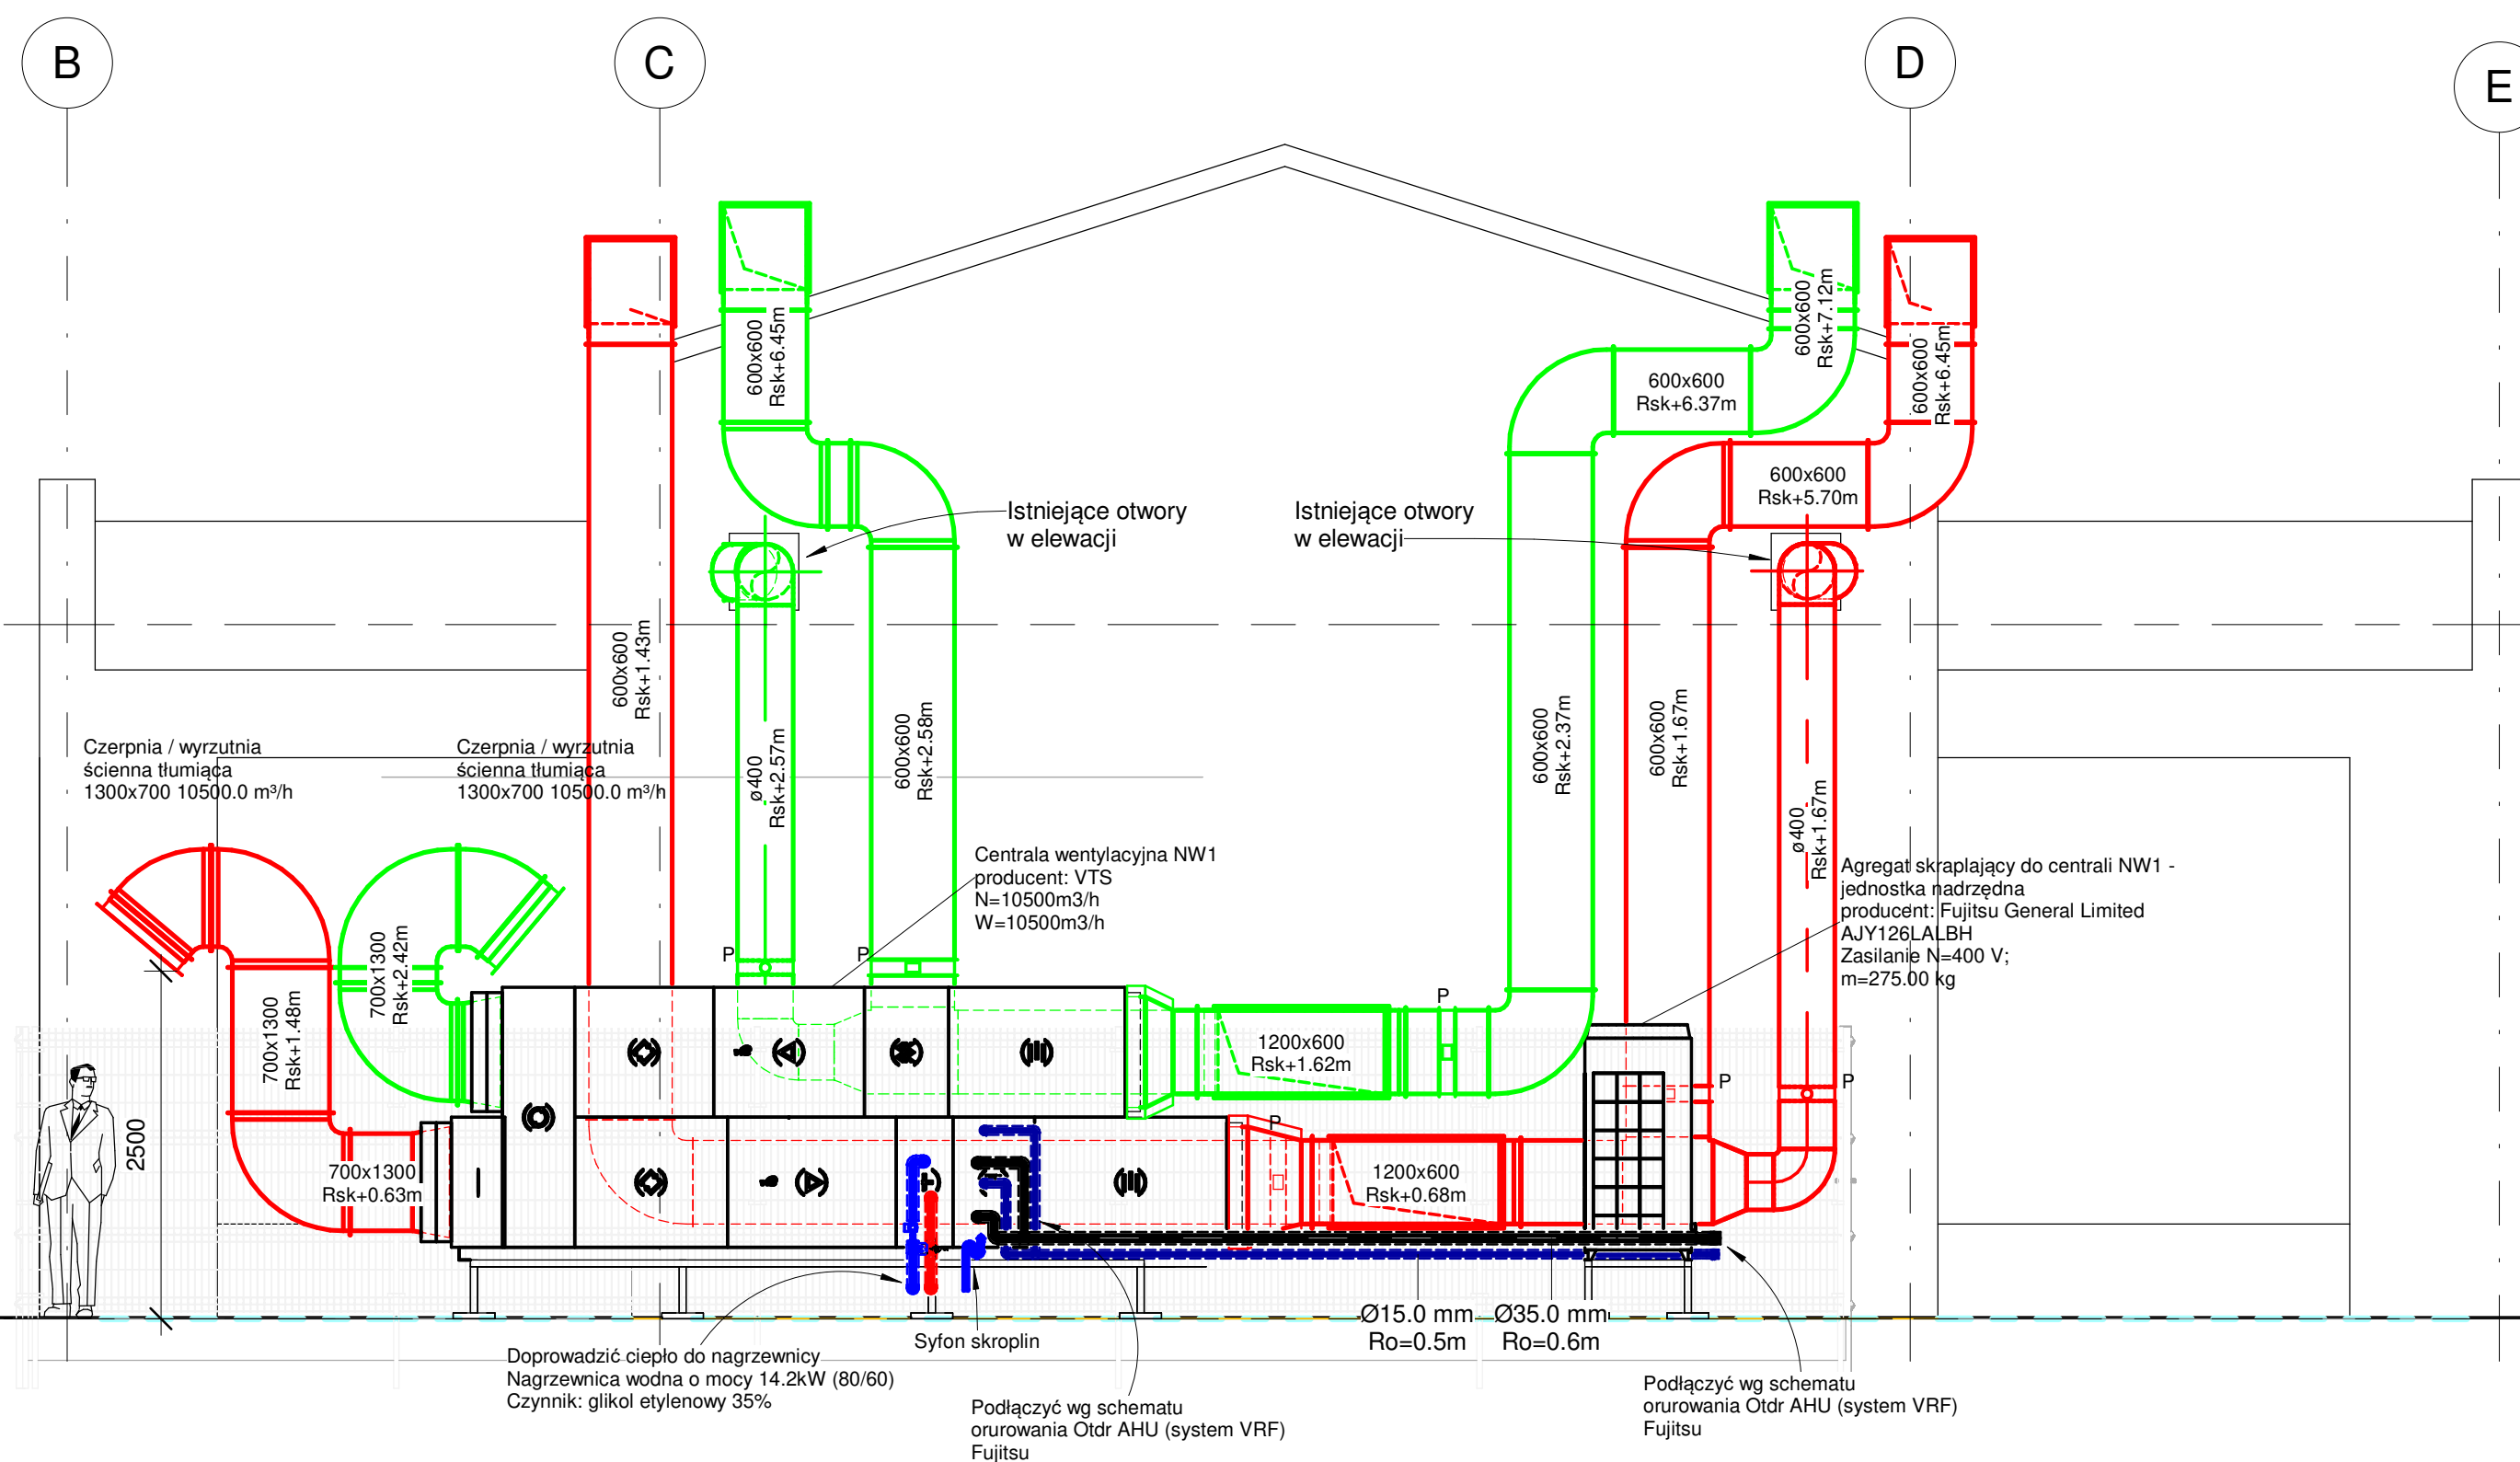 B
C
D
E
600x600
Rsk+6.45m
600x600
Rsk+7.12m
600x600
Rsk+6.45m
600x600
Rsk+6.37m
600x600
Rsk+5.70m
Istniejące otwory
w elewacji
Istniejące otwory
w elewacji
600x600
Rsk+1.43m
ø400
Rsk+2.57m
600x600
Rsk+2.58m
600x600
Rsk+2.37m
600x600
Rsk+1.67m
ø400
Rsk+1.67m
Czerpnia / wyrzutnia
ścienna tłumiąca
1300x700 10500.0 m³/h
Czerpnia / wyrzutnia
ścienna tłumiąca
1300x700 10500.0 m³/h
Centrala wentylacyjna NW1
producent: VTS
N=10500m3/h
W=10500m3/h
Agregat skraplający do centrali NW1 -
jednostka nadrzędna
producent: Fujitsu General Limited
AJY126LALBH
Zasilanie N=400 V;
m=275.00 kg
P
P
P
P
P
P
700x1300
Rsk+2.42m
700x1300
Rsk+1.48m
700x1300
Rsk+0.63m
2500
1200x600
Rsk+1.62m
1200x600
Rsk+0.68m
Ø15.0 mm
Ro=0.5m
Ø35.0 mm
Ro=0.6m
Syfon skroplin
Doprowadzić ciepło do nagrzewnicy
Nagrzewnica wodna o mocy 14.2kW (80/60)
Czynnik: glikol etylenowy 35%
Podłączyć wg schematu
orurowania Otdr AHU (system VRF)
Fujitsu
Podłączyć wg schematu
orurowania Otdr AHU (system VRF)
Fujitsu